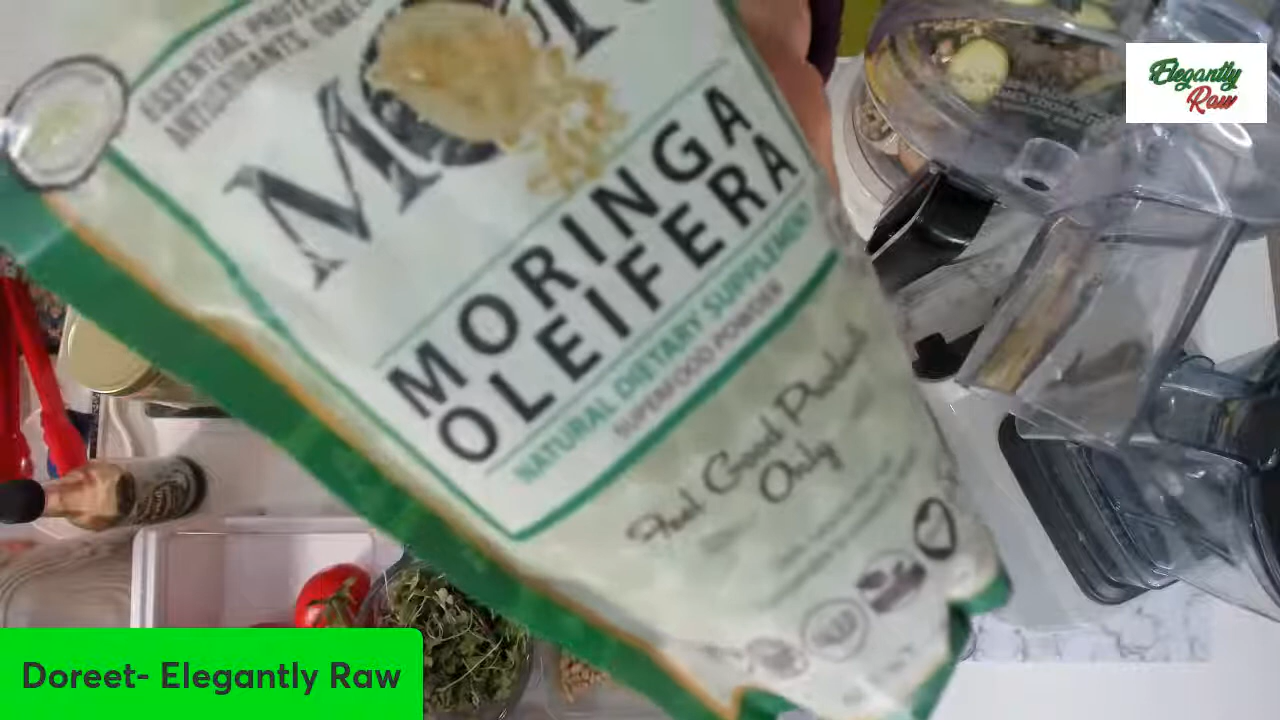 ESSENTIAL PROTEI
ANTIOXIDANTS, OMEG
MORINGA
OLEIFERA
NATURAL DIETARY SUPPLEMENT
SUPERFOOD POWDER
Feel Good Product
Only
Elegantly
Raw
Doreet- Elegantly Raw